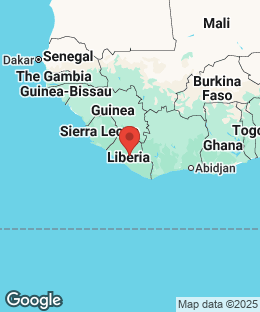 Mali
Senegal
Dakar
The Gambia
Guinea-Bissau
Burkina
Faso
Guinea
Sierra Leo
Togo
Ghana
Liberia
Abidjan
Google
Map data ©2025